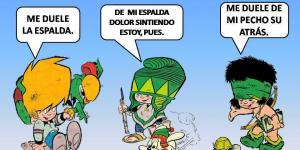 ME DUELE
LA ESPALDA.
DE MI ESPALDA
DOLOR SINTIENDO
ESTOY, PUES.
ME DUELE DE
MI PECHO SU
ATRÁS.